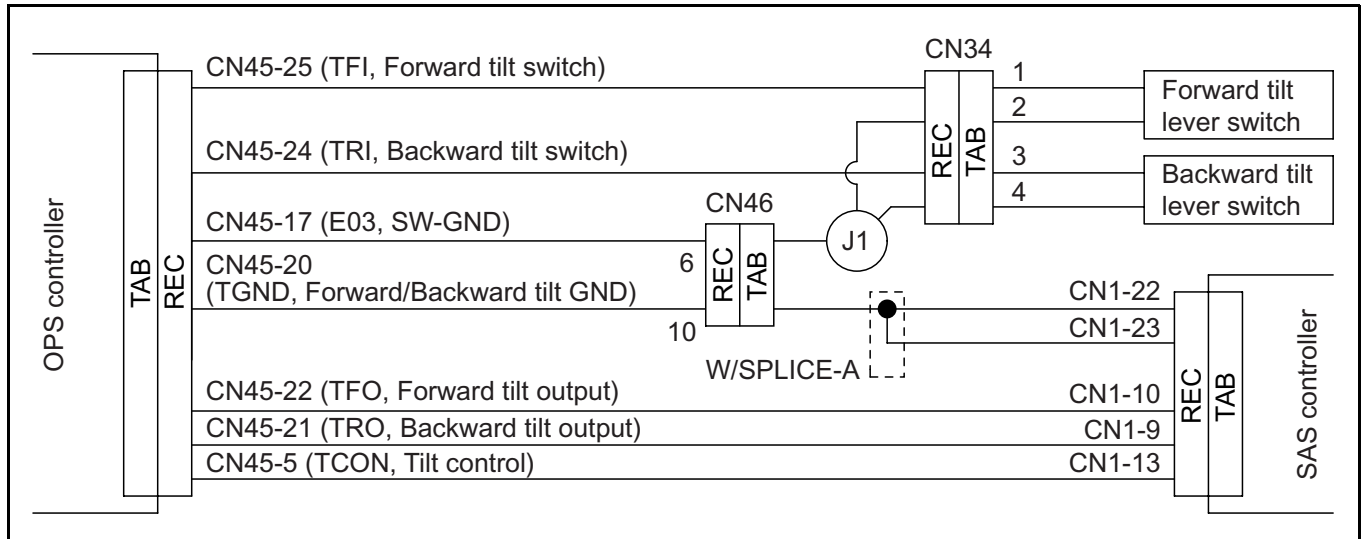 CN34
CN45-25 (TFI, Forward tilt switch)
1
2
Forward tilt
lever switch
CN45-24 (TRI, Backward tilt switch)
REC
TAB
3
4
Backward tilt
lever switch
CN46
CN45-17 (E03, SW-GND)
J1
OPS controller
TAB
REC
CN45-20
(TGND, Forward/Backward tilt GND)
6
10
REC
TAB
CN1-22
CN1-23
W/SPLICE-A
CN45-22 (TFO, Forward tilt output)
CN1-10
CN45-21 (TRO, Backward tilt output)
CN1-9
CN45-5 (TCON, Tilt control)
CN1-13
REC
TAB
SAS controller